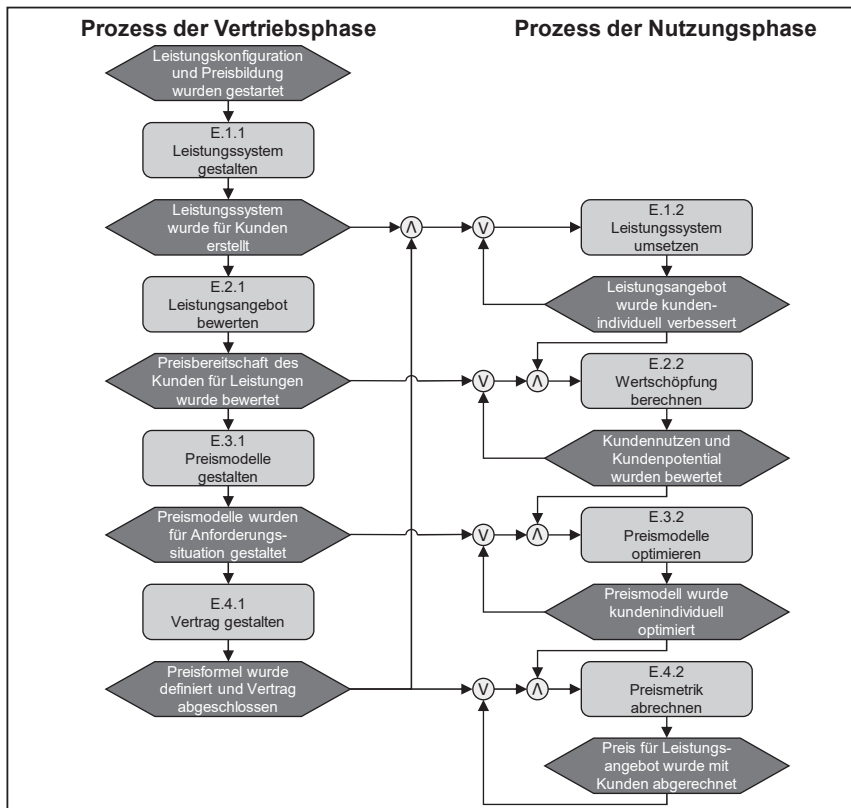 Prozess der Vertriebsphase
Prozess der Nutzungsphase
Leistungskonfiguration
und Preisbildung
wurden gestartet
E.1.1
Leistungssystem
gestalten
Leistungssystem
wurde für Kunden
erstellt
Λ
V
E.1.2
Leistungssystem
umsetzen
E.2.1
Leistungsangebot
bewerten
Leistungsangebot
wurde kunden-
individuell verbessert
Preisbereitschaft des
Kunden für Leistungen
wurde bewertet
V
Λ
E.2.2
Wertschöpfung
berechnen
E.3.1
Preismodelle
gestalten
Kundennutzen und
Kundenpotential
wurden bewertet
Preismodelle wurden
für Anforderungs-
situation gestaltet
V
Λ
E.3.2
Preismodelle
optimieren
E.4.1
Vertrag gestalten
Preismodell wurde
kundenindividuell
optimiert
Preisformel wurde
definiert und Vertrag
abgeschlossen
V
Λ
E.4.2
Preismetrik
abrechnen
Preis für Leistungs-
angebot wurde mit
Kunden abgerechnet